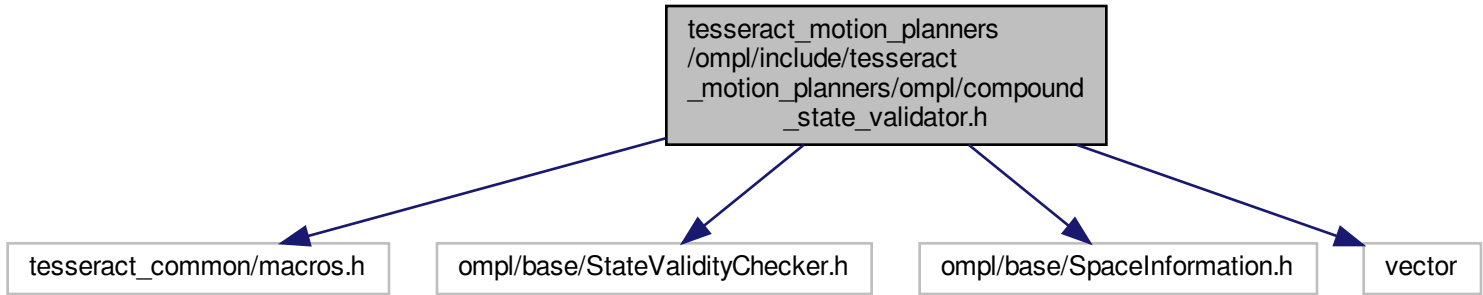 tesseract_motion_planners
/ompl/include/tesseract
_motion_planners/ompl/compound
_state_validator.h
tesseract_common/macros.h
ompl/base/StateValidityChecker.h
ompl/base/SpaceInformation.h
vector